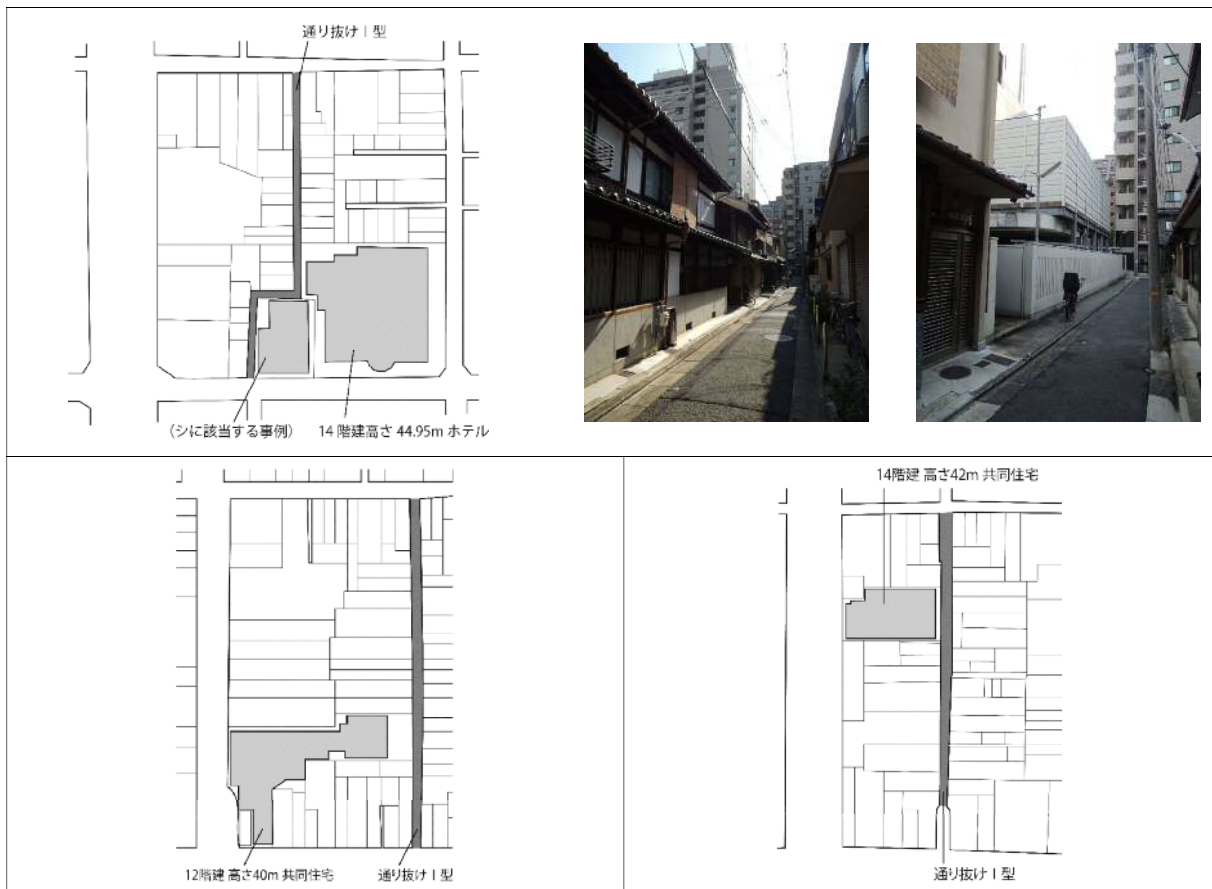 通り抜けⅠ型
(シに該当する事例) 14 階建高さ 44.95m ホテル
12階建 高さ40m 共同住宅 通り抜けⅠ型
14階建 高さ42m 共同住宅
通り抜けⅠ型